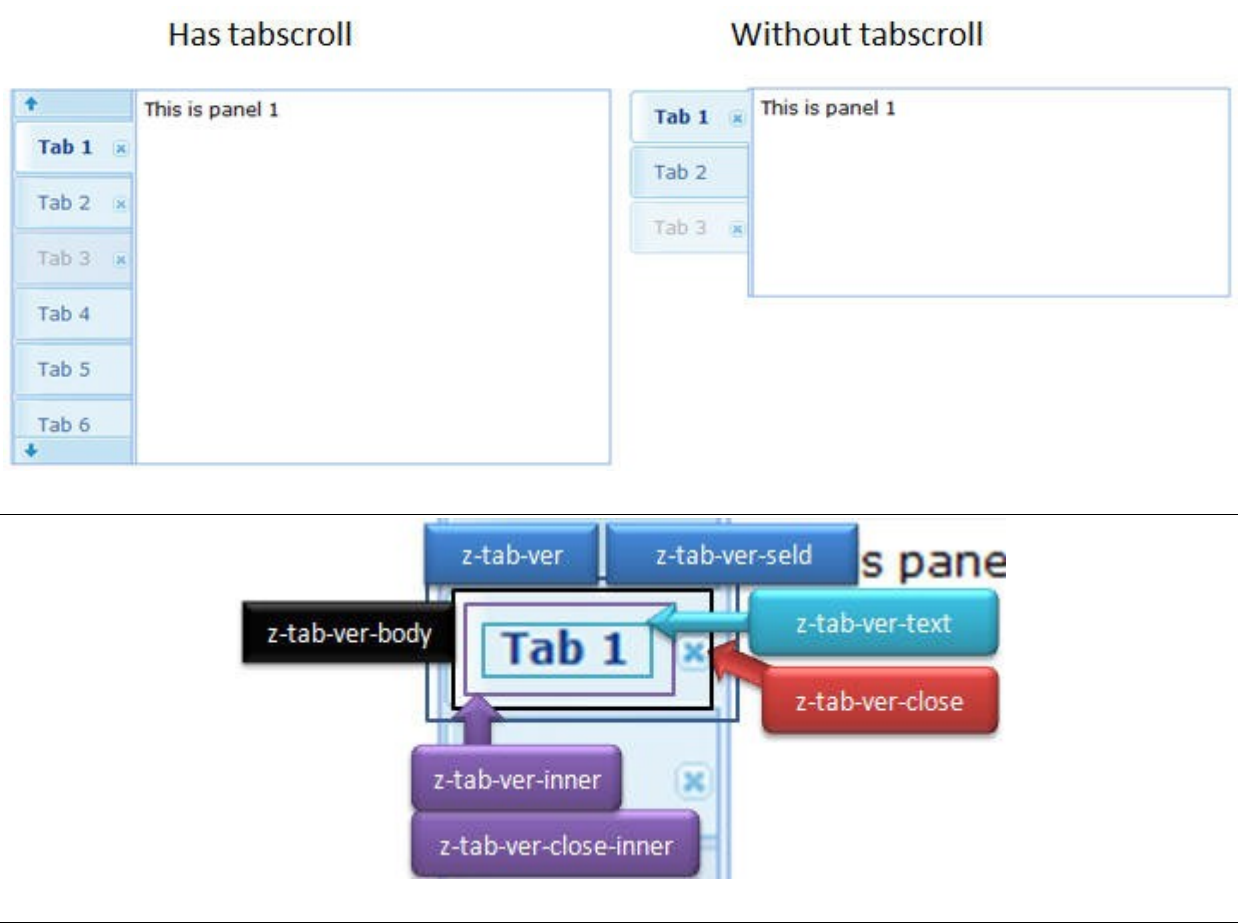 Has tabscroll
This is panel 1
Tab 1
Tab 2
Tab 3
Tab 4
Tab 5
Tab 6
Without tabscroll
Tab 1
This is panel 1
Tab 2
Tab 3
z-tab-ver
z-tab-ver-seld
s pane
z-tab-ver-body
Tab 1
z-tab-ver-text
z-tab-ver-close
z-tab-ver-inner
z-tab-ver-close-inner